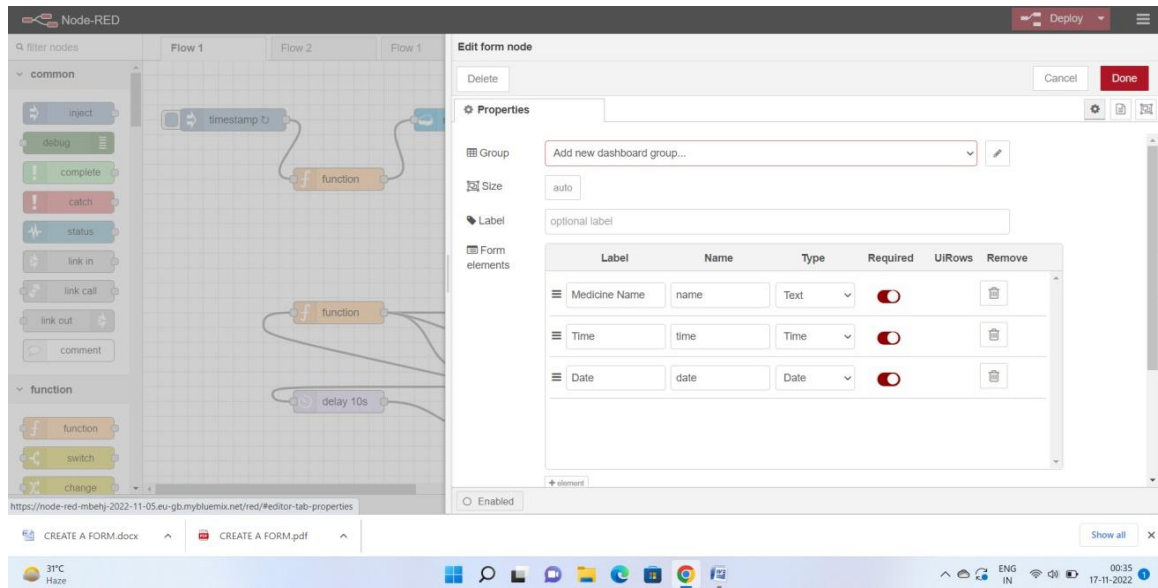 Node-RED
Deploy
filter nodes
Flow 1
Flow 2
Flow 1
Edit form node
common
Delete
Cancel
Done
Properties
inject
timestamp ↻
debug
Group
Add new dashboard group...
complete
function
Size
auto
catch
Label
optional label
status
Form elements
Label Name Type Required UiRows Remove
link in
link call
Medicine Name name Text
link out
function
Time time Time
comment
Date date Date
function
delay 10s
function
switch
change
+ element
Enabled
https://node-red-mbehj-2022-11-05.eu-gb.mybluemix.net/red/#editor-tab-properties
CREATE A FORM.docx
CREATE A FORM.pdf
Show all
31°C
Haze
ENG
IN
00:35
17-11-2022
1